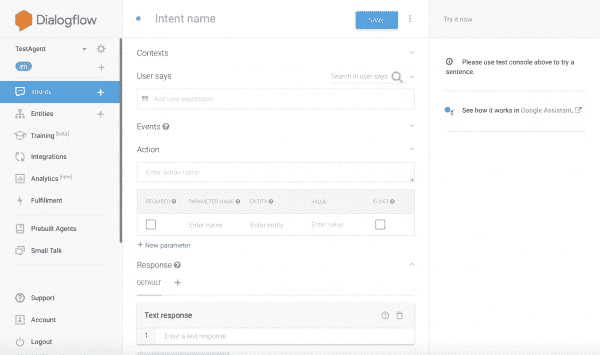 Dialogflow
TestAgent
en
Intents
Entities
Training [beta]
Integrations
Analytics [new]
Fulfillment
Prebuilt Agents
Small Talk
Support
Account
Logout
Intent name
SAVE
Contexts
User says
Search in user says
Add user expression
Events
Action
Enter action name
REQUIRED PARAMETER NAME ENTITY VALUE IS LIST
Enter name Enter entity Enter value
+ New parameter
Response
DEFAULT +
Text response
1 Enter a text response
Try it now
Please use test console above to try a
sentence.
See how it works in Google Assistant.